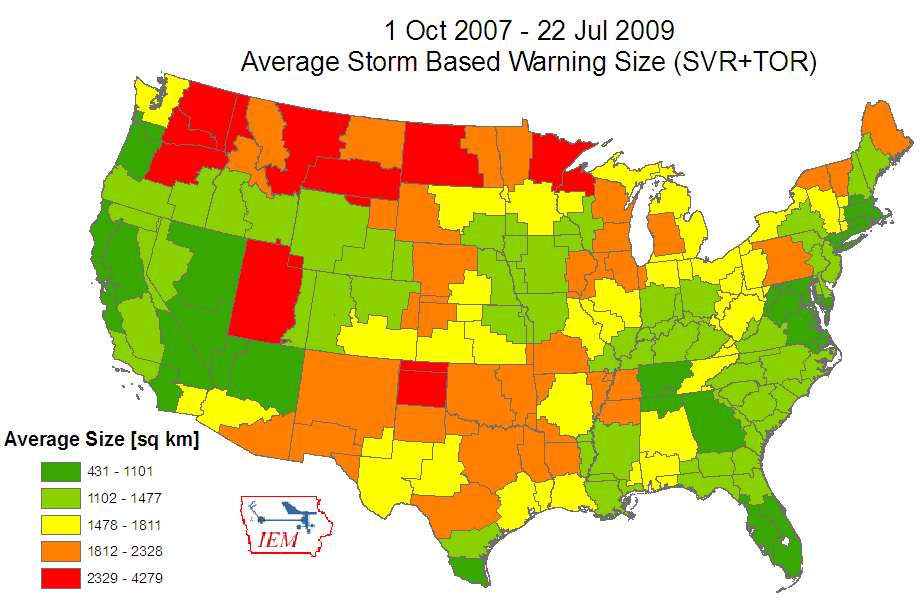 1 Oct 2007 - 22 Jul 2009
Average Storm Based Warning Size (SVR+TOR)
Average Size [sq km]
431 - 1101
1102 - 1477
1478 - 1811
1812 - 2328
2329 - 4279
IEM